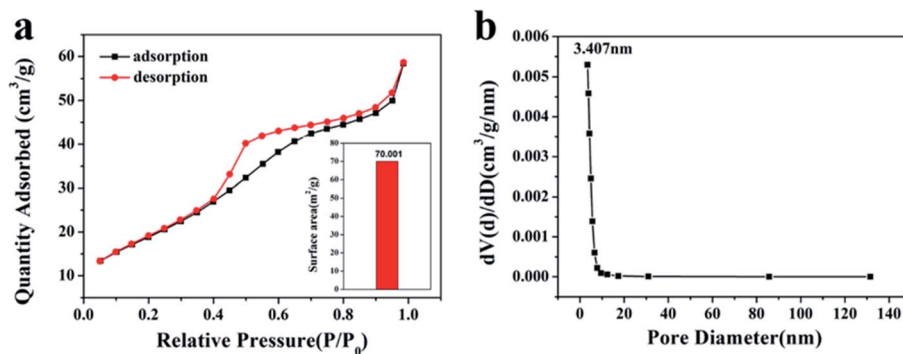 a
Quantity Adsorbed (cm³/g)
60
50
40
30
20
10
adsorption
desorption
Surface area(m²/g)
80
70
60
50
40
30
20
10
0
70.001
0.0 0.2 0.4 0.6 0.8 1.0
Relative Pressure(P/P₀)
b
dV(d)/dD(cm³/g/nm)
0.006
0.005
0.004
0.003
0.002
0.001
0.000
3.407nm
0 20 40 60 80 100 120 140
Pore Diameter(nm)